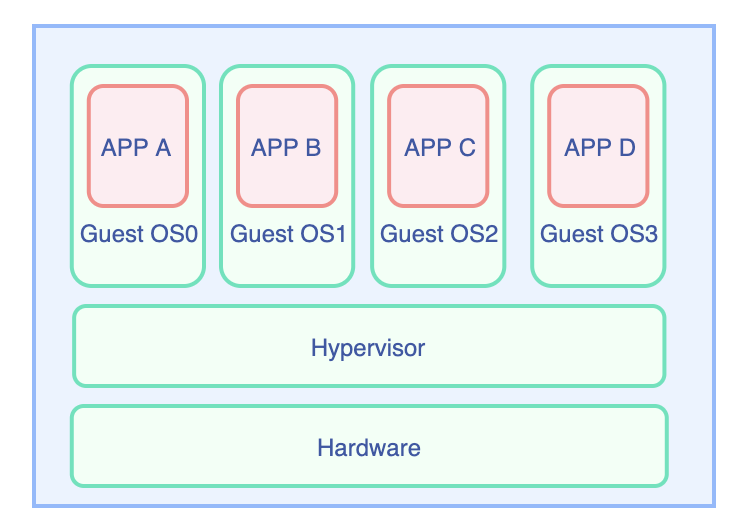 APP A
APP B
APP C
APP D
Guest OS0
Guest OS1
Guest OS2
Guest OS3
Hypervisor
Hardware